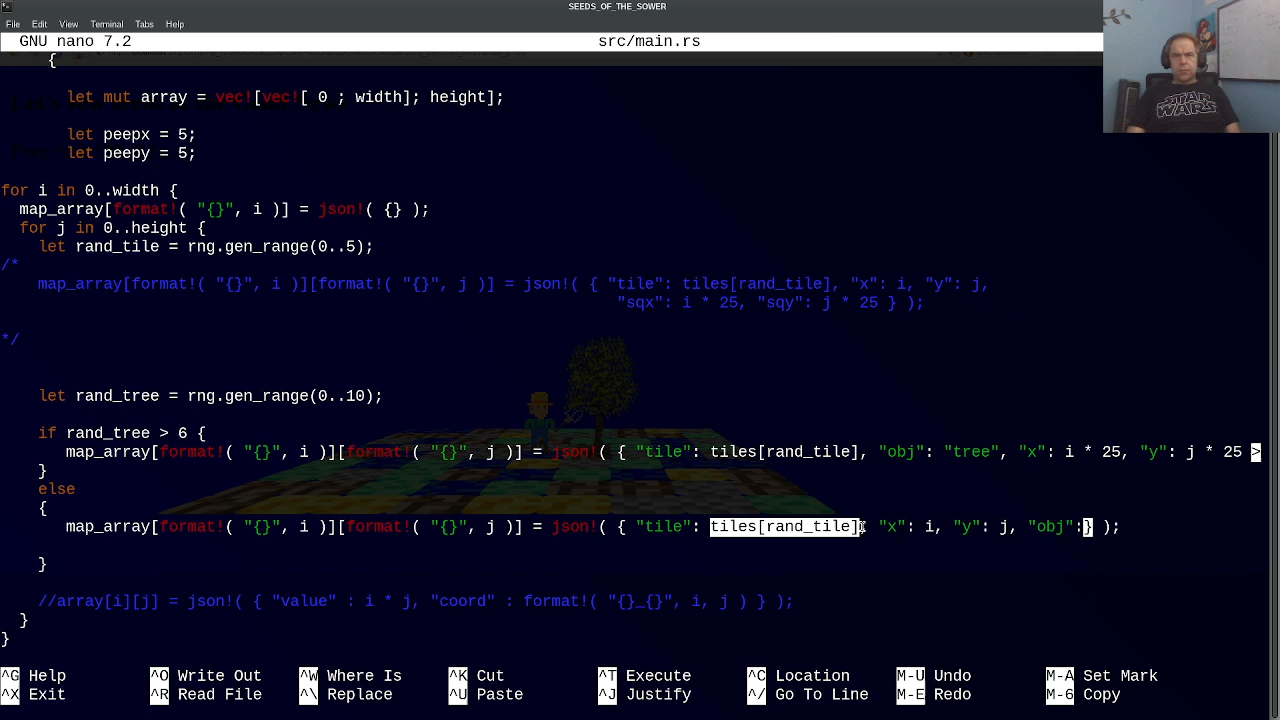 SEEDS_OF_THE_SOWER
File Edit View Terminal Tabs Help
GNU nano 7.2 src/main.rs
{
let mut array = vec![vec![ 0 ; width]; height];
let peepx = 5;
let peepy = 5;
for i in 0..width {
map_array[format!( "{}", i )] = json!( {} );
for j in 0..height {
let rand_tile = rng.gen_range(0..5);
/*
map_array[format!( "{}", i )][format!( "{}", j )] = json!( { "tile": tiles[rand_tile], "x": i, "y": j,
"sqx": i * 25, "sqy": j * 25 } );
*/
let rand_tree = rng.gen_range(0..10);
if rand_tree > 6 {
map_array[format!( "{}", i )][format!( "{}", j )] = json!( { "tile": tiles[rand_tile], "obj": "tree", "x": i * 25, "y": j * 25 >
}
else
{
map_array[format!( "{}", i )][format!( "{}", j )] = json!( { "tile": tiles[rand_tile], "x": i, "y": j, "obj":} );
}
//array[i][j] = json!( { "value" : i * j, "coord" : format!( "{}_{}", i, j ) } );
}
}
^G Help ^O Write Out ^W Where Is ^K Cut ^T Execute ^C Location M-U Undo M-A Set Mark
^X Exit ^R Read File ^\ Replace ^U Paste ^J Justify ^/ Go To Line M-E Redo M-6 Copy
STAR WARS